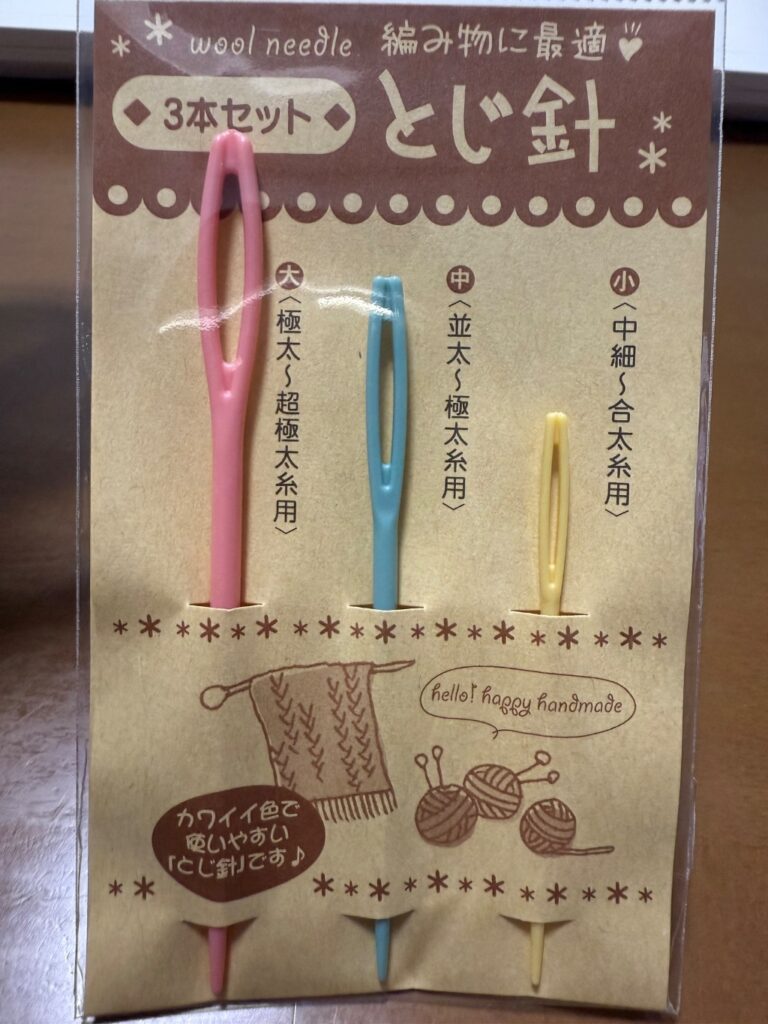 wool needle 編み物に最適
3本セット
とじ針
大
〈極太〜超極太糸用〉
中
〈並太〜極太糸用〉
小
〈中細〜合太糸用〉
hello! happy handmade
カワイイ色で
使いやすい
「とじ針」です♪